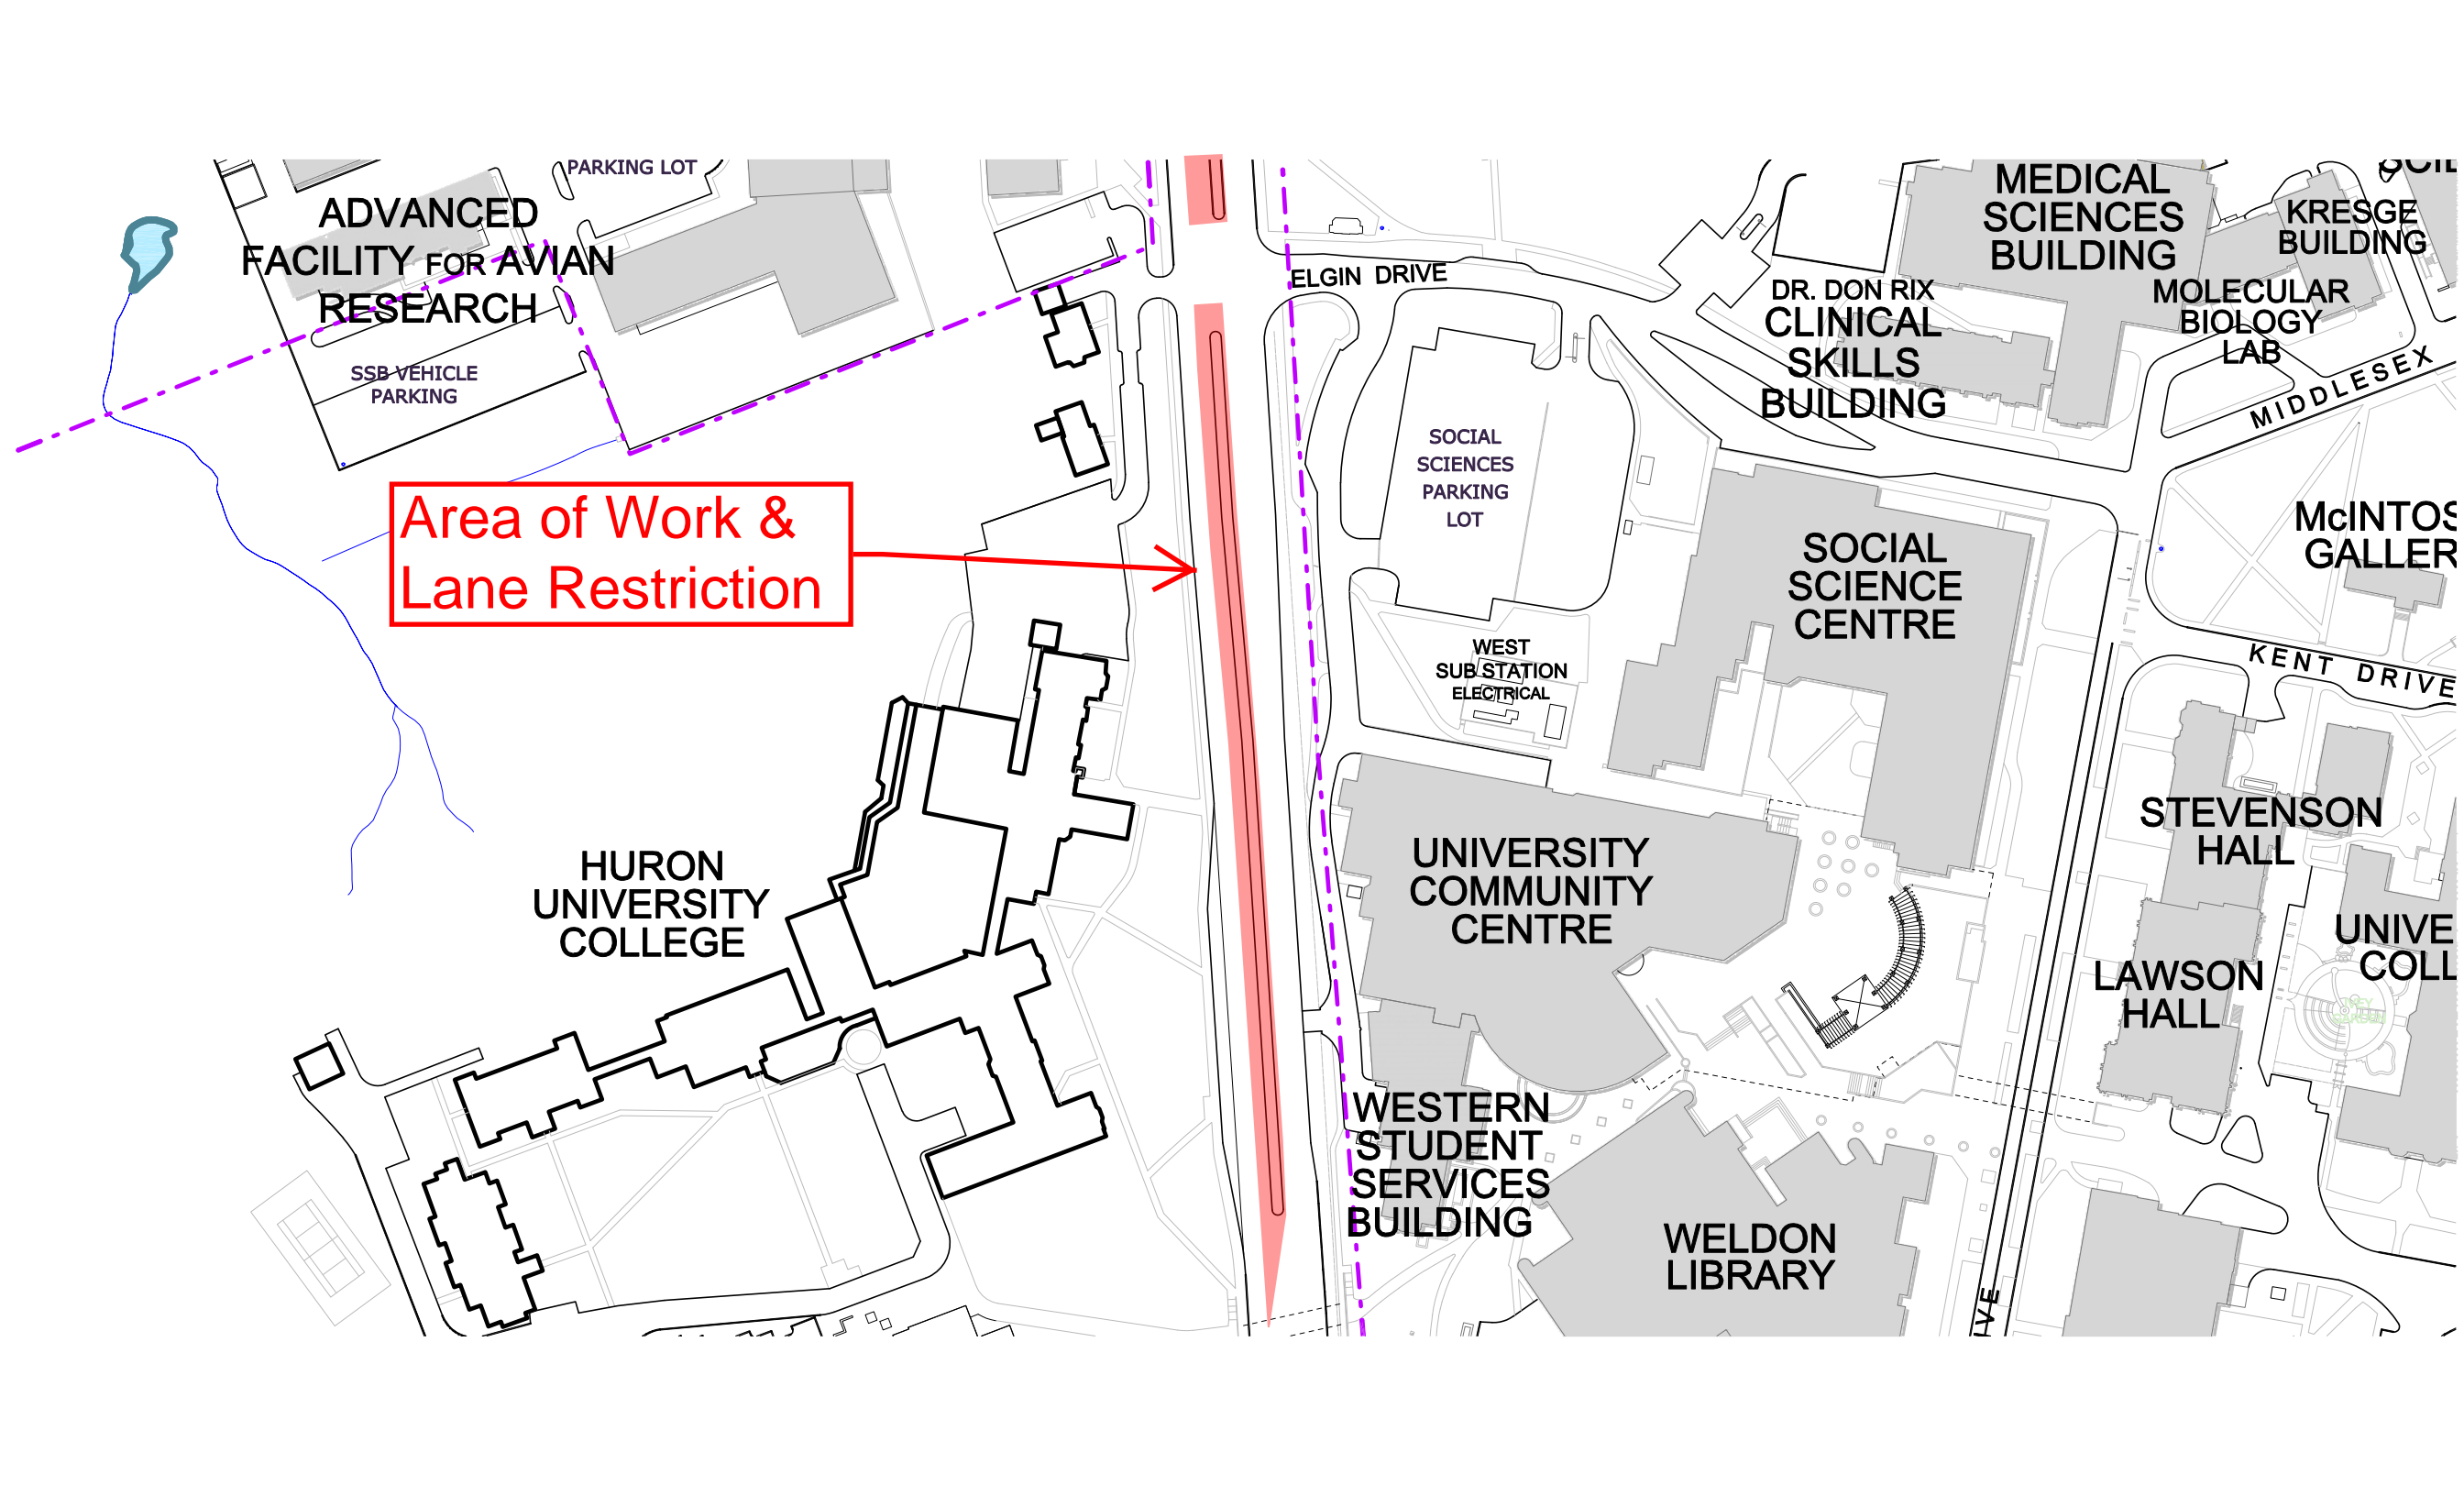 PARKING LOT
ADVANCED
FACILITY FOR AVIAN
RESEARCH
SSB VEHICLE
PARKING
Area of Work &
Lane Restriction
HURON
UNIVERSITY
COLLEGE
ELGIN DRIVE
SOCIAL
SCIENCES
PARKING
LOT
WEST
SUB STATION
ELECTRICAL
UNIVERSITY
COMMUNITY
CENTRE
WESTERN
STUDENT
SERVICES
BUILDING
WELDON
LIBRARY
MEDICAL
SCIENCES
BUILDING
DR. DON RIX
CLINICAL
SKILLS
BUILDING
KRESGE
BUILDING
MOLECULAR
BIOLOGY
LAB
MIDDLESEX
SOCIAL
SCIENCE
CENTRE
McINTOS
GALLER
KENT DRIVE
STEVENSON
HALL
LAWSON
HALL
UNIVE
COLL
IVE